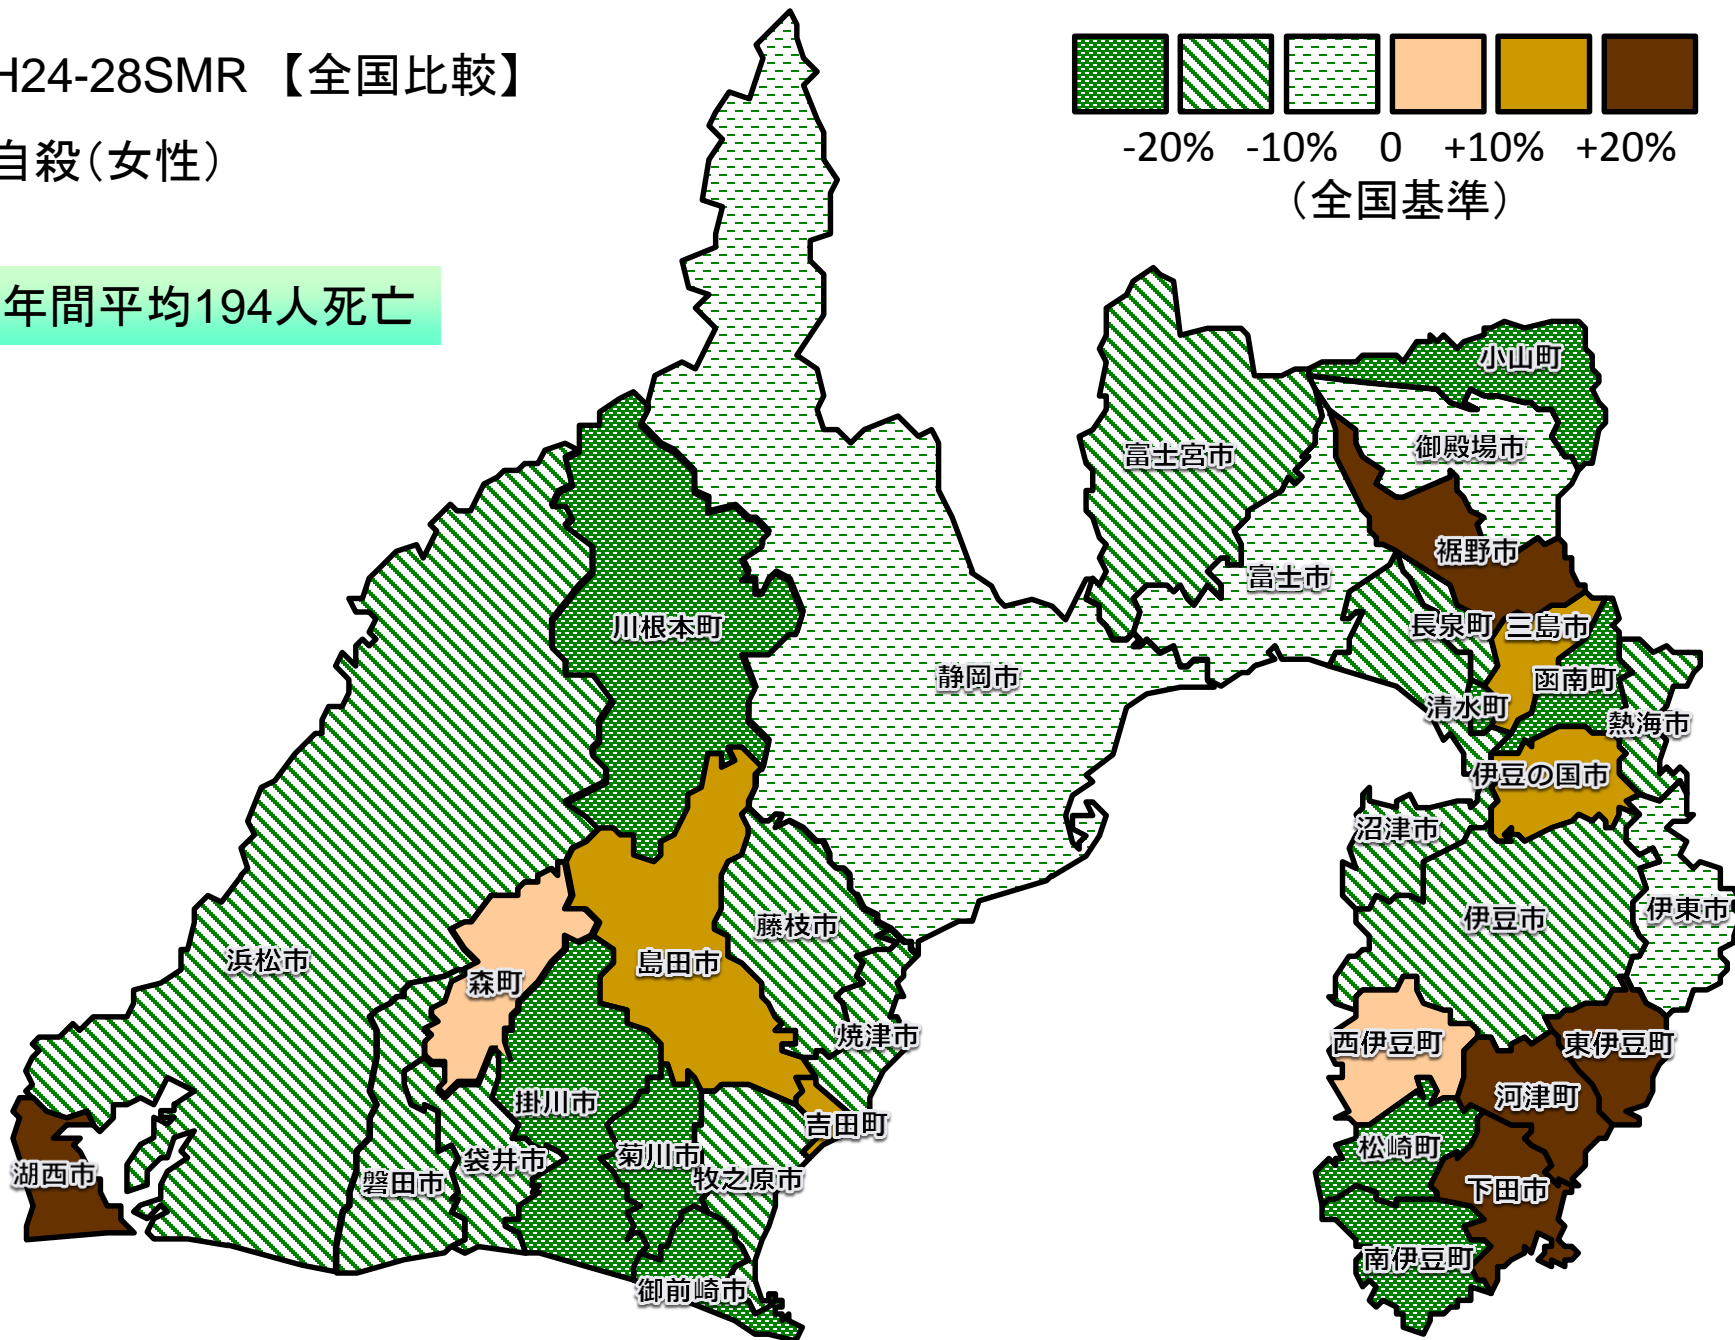 H24-28SMR 【全国比較】
自殺（女性）
年間平均194人死亡
-20% -10% 0 +10% +20%
（全国基準）
小山町
御殿場市
富士宮市
裾野市
富士市
川根本町
長泉町
三島市
静岡市
函南町
清水町
熱海市
伊豆の国市
沼津市
伊豆市
伊東市
藤枝市
浜松市
島田市
森町
焼津市
西伊豆町
東伊豆町
河津町
掛川市
吉田町
菊川市
松崎町
袋井市
湖西市
磐田市
牧之原市
下田市
南伊豆町
御前崎市